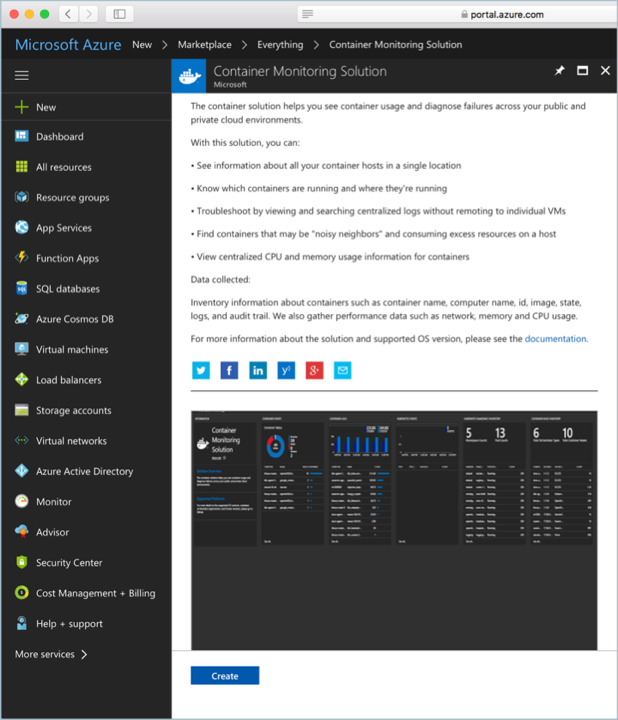 portal.azure.com
Microsoft Azure New > Marketplace > Everything > Container Monitoring Solution
Container Monitoring Solution
Microsoft
New
Dashboard
All resources
Resource groups
App Services
Function Apps
SQL databases
Azure Cosmos DB
Virtual machines
Load balancers
Storage accounts
Virtual networks
Azure Active Directory
Monitor
Advisor
Security Center
Cost Management + Billing
Help + support
More services >
The container solution helps you see container usage and diagnose failures across your public and
private cloud environments.
With this solution, you can:
• See information about all your container hosts in a single location
• Know which containers are running and where they're running
• Troubleshoot by viewing and searching centralized logs without remoting to individual VMs
• Find containers that may be "noisy neighbors" and consuming excess resources on a host
• View centralized CPU and memory usage information for containers
Data collected:
Inventory information about containers such as container name, computer name, id, image, state,
logs, and audit trail. We also gather performance data such as network, memory and CPU usage.
For more information about the solution and supported OS version, please see the documentation.
Container
Monitoring
Solution
5 13
6 10
Create